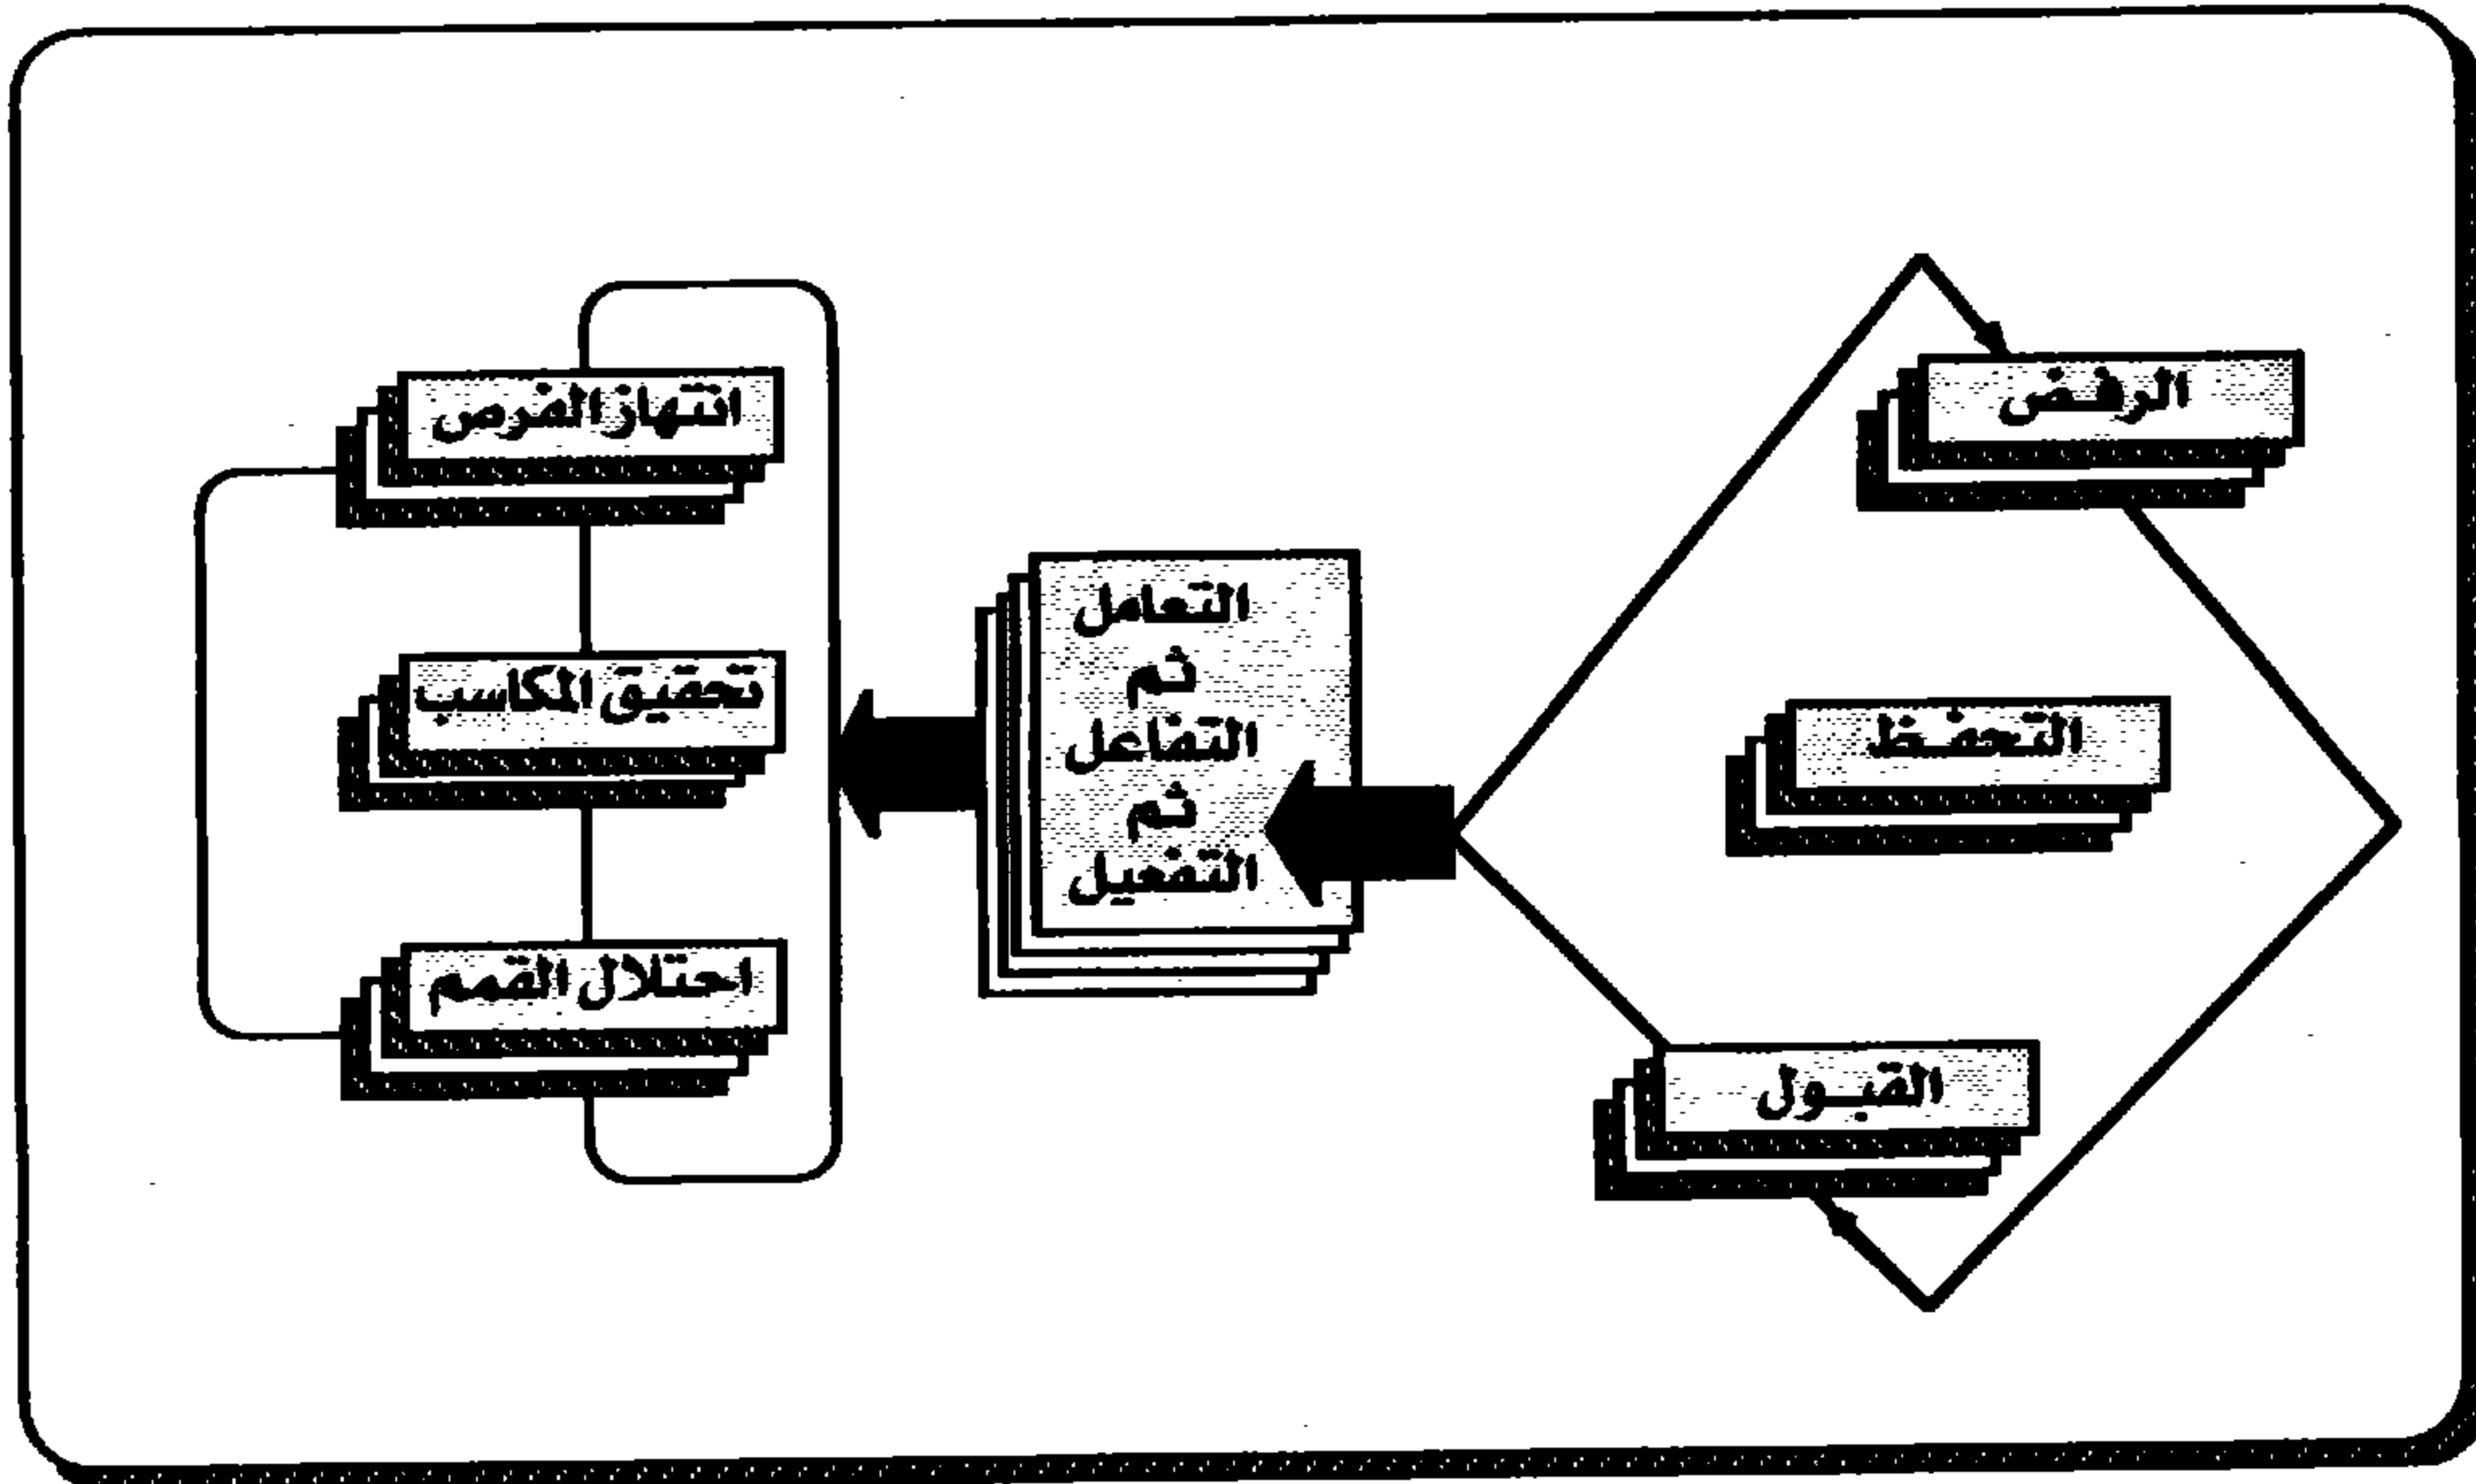 الرفض
التحفظ
القبول
التعامل
ثم
التفاعل
ثم
التفعيل
انتهاز الفرص
تحقيق المكاسب
احتلال القمم